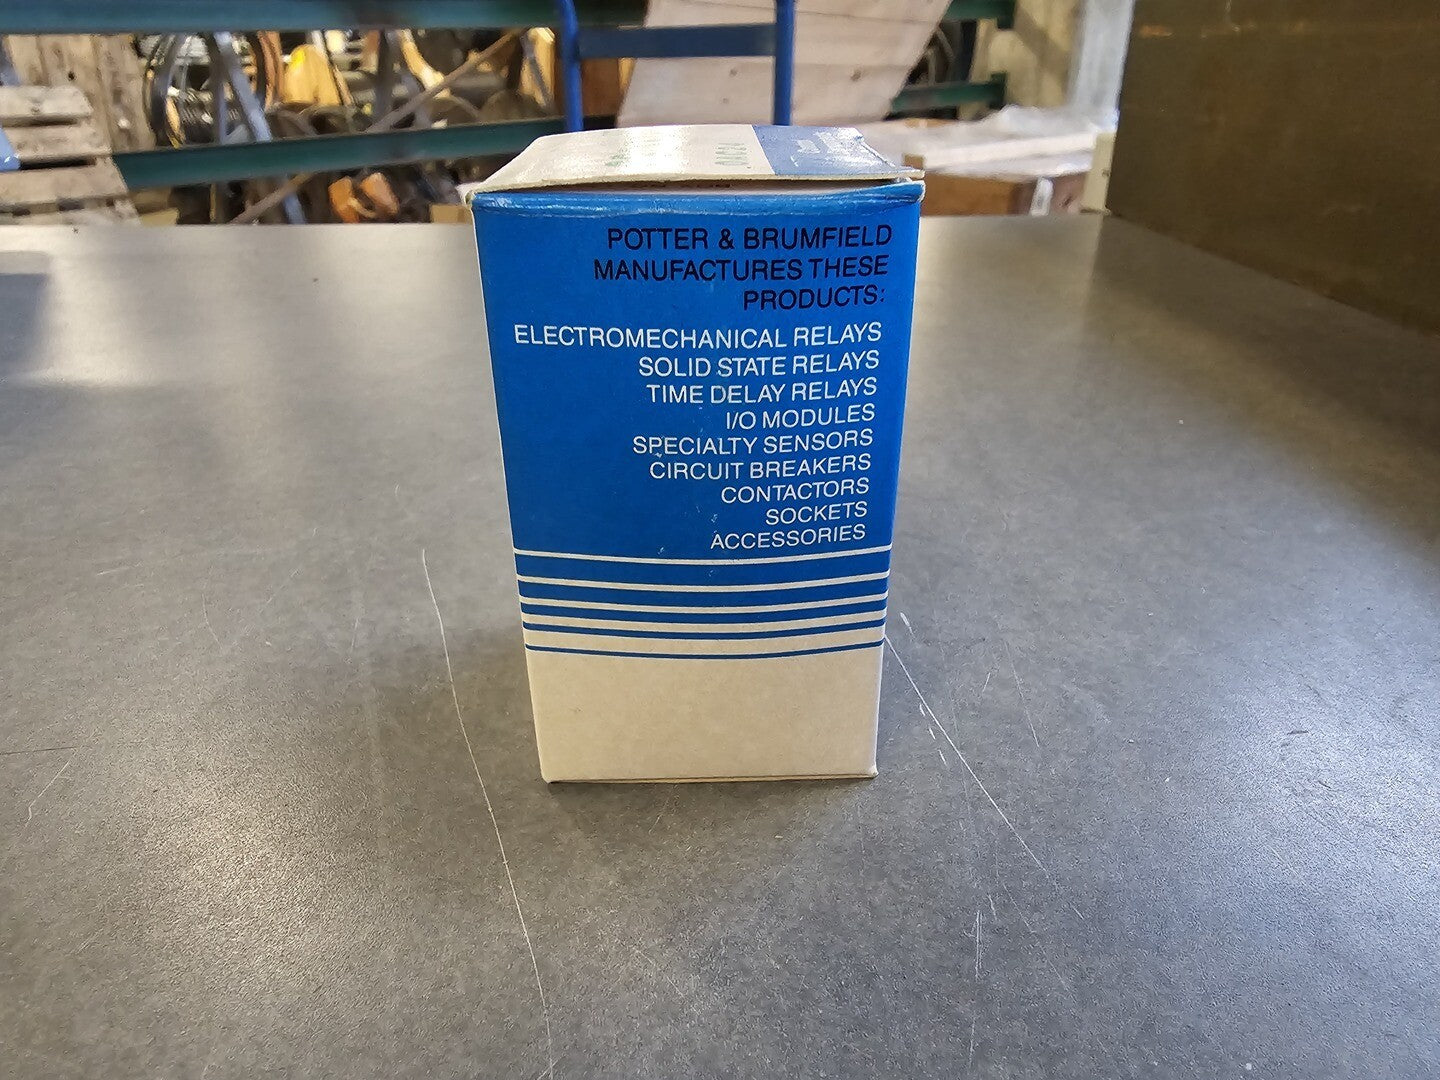 POTTER & BRUMFIELD
MANUFACTURES THESE
PRODUCTS:
ELECTROMECHANICAL RELAYS
SOLID STATE RELAYS
TIME DELAY RELAYS
I/O MODULES
SPECIALTY SENSORS
CIRCUIT BREAKERS
CONTACTORS
SOCKETS
ACCESSORIES